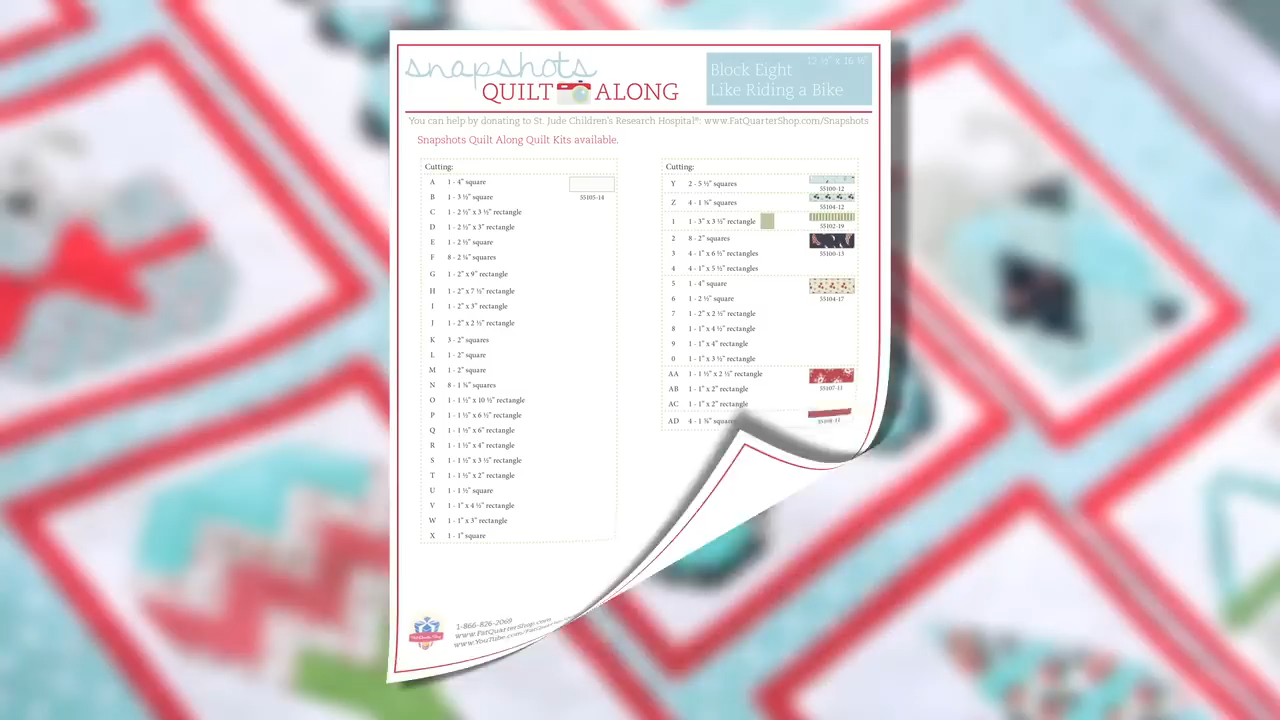 snapshots
QUILT ALONG
12 ½" x 16 ½"
Block Eight
Like Riding a Bike
You can help by donating to St. Jude Children's Research Hospital®: www.FatQuarterShop.com/Snapshots
Snapshots Quilt Along Quilt Kits available.
Cutting:
A 1 - 4" square
55105-14
B 1 - 3 ½" square
C 1 - 2 ½" x 3 ½" rectangle
D 1 - 2 ½" x 3" rectangle
E 1 - 2 ½" square
F 8 - 2 ¼" squares
G 1 - 2" x 9" rectangle
H 1 - 2" x 7 ½" rectangle
I 1 - 2" x 3" rectangle
J 1 - 2" x 2 ½" rectangle
K 3 - 2" squares
L 1 - 2" square
M 1 - 2" square
N 8 - 1 ¾" squares
O 1 - 1 ½" x 10 ½" rectangle
P 1 - 1 ½" x 6 ½" rectangle
Q 1 - 1 ½" x 6" rectangle
R 1 - 1 ½" x 4" rectangle
S 1 - 1 ½" x 3 ½" rectangle
T 1 - 1 ½" x 2" rectangle
U 1 - 1 ½" square
V 1 - 1" x 4 ½" rectangle
W 1 - 1" x 3" rectangle
X 1 - 1" square
Cutting:
Y 2 - 5 ½" squares
55100-12
Z 4 - 1 ¾" squares
55104-12
1 1 - 3" x 3 ½" rectangle
55102-19
2 8 - 2" squares
3 4 - 1" x 6 ½" rectangles
55100-13
4 4 - 1" x 5 ½" rectangles
5 1 - 4" square
6 1 - 2 ½" square
55104-17
7 1 - 2" x 2 ½" rectangle
8 1 - 1" x 4 ½" rectangle
9 1 - 1" x 4" rectangle
0 1 - 1" x 3 ½" rectangle
AA 1 - 1 ½" x 2 ½" rectangle
AB 1 - 1" x 2" rectangle
55107-11
AC 1 - 1" x 2" rectangle
AD 4 - 1 ¾" squares
1-866-826-2069
www.FatQuarterShop.com